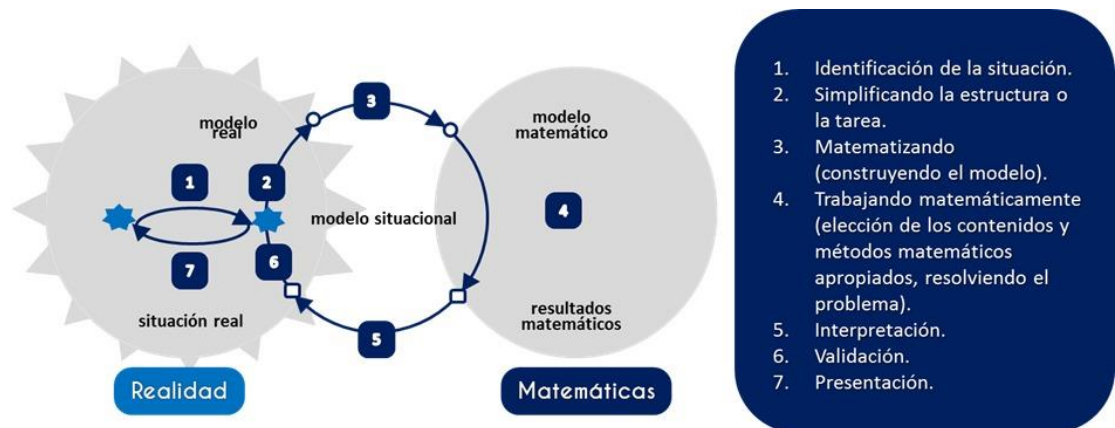 modelo
real
1
2
3
4
5
6
7
modelo situacional
situación real
modelo
matemático
resultados
matemáticos
Realidad
Matemáticas
1. Identificación de la situación.
2. Simplificando la estructura o
la tarea.
3. Matematizando
(construyendo el modelo).
4. Trabajando matemáticamente
(elección de los contenidos y
métodos matemáticos
apropiados, resolviendo el
problema).
5. Interpretación.
6. Validación.
7. Presentación.